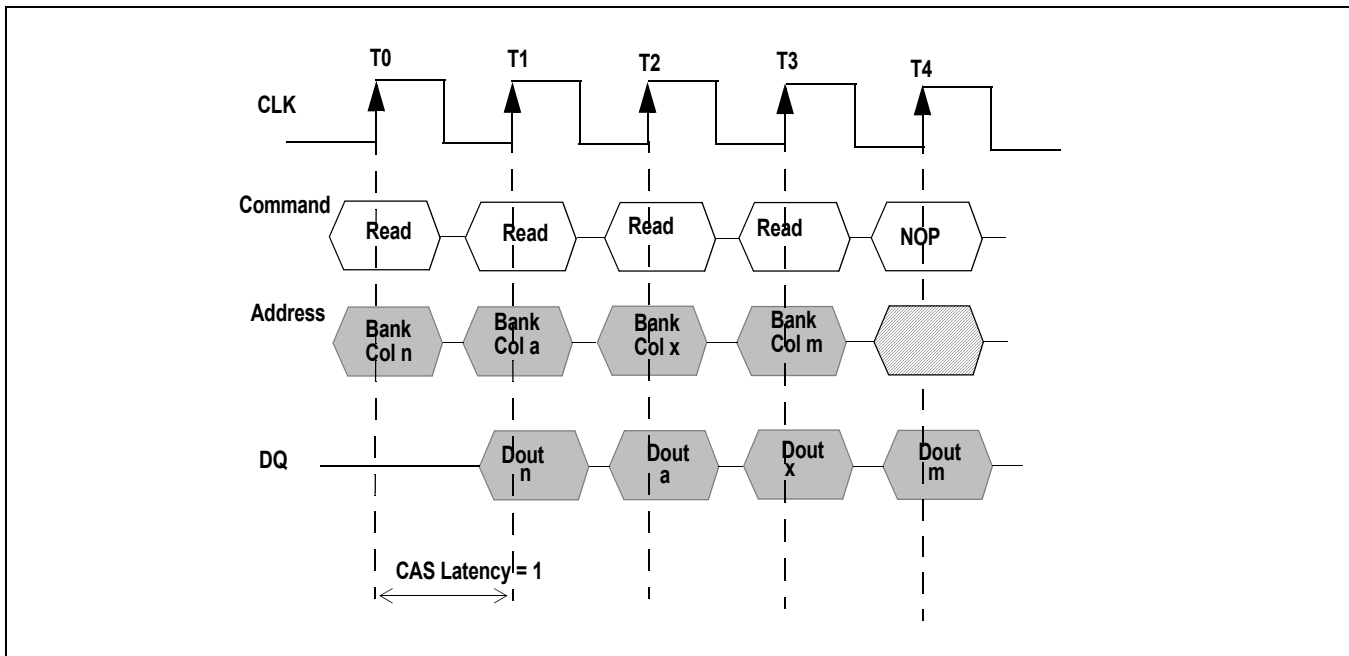 T0 T1 T2 T3 T4
CLK
Command
Read Read Read Read NOP
Address
Bank Bank Bank Bank
Col n Col a Col x Col m
DQ
Dout Dout Dout Dout
n a x m
CAS Latency = 1